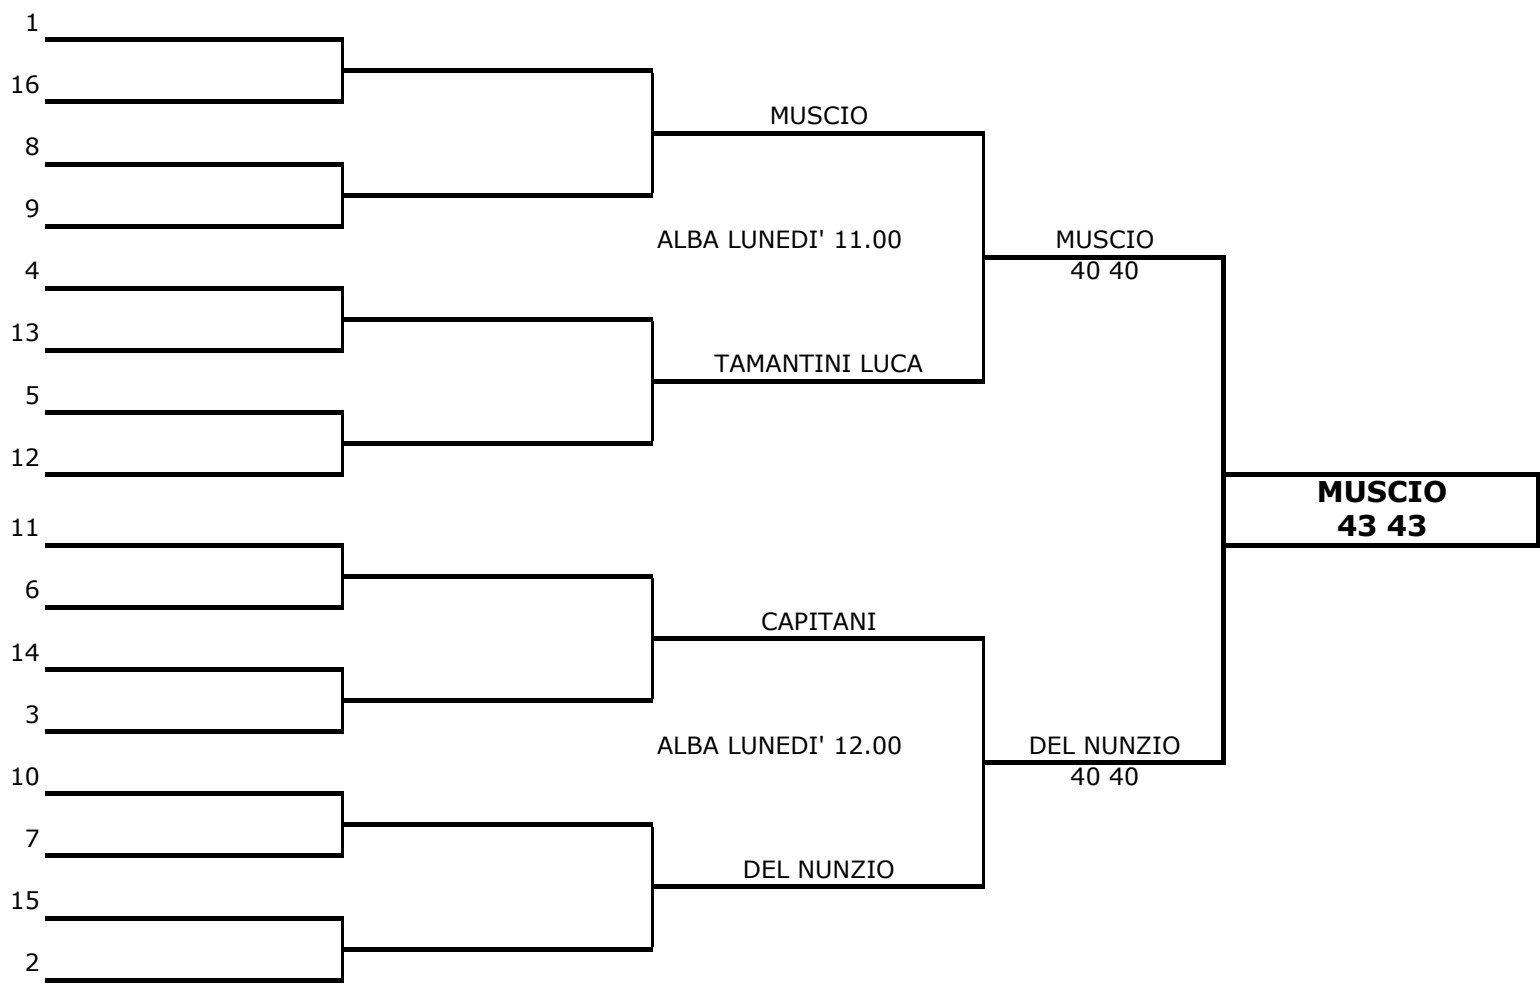 1
16
MUSCIO
8
9
ALBA LUNEDI' 11.00
MUSCIO
4
40 40
13
TAMANTINI LUCA
5
12
MUSCIO
43 43
11
6
CAPITANI
14
3
ALBA LUNEDI' 12.00
DEL NUNZIO
10
40 40
7
DEL NUNZIO
15
2